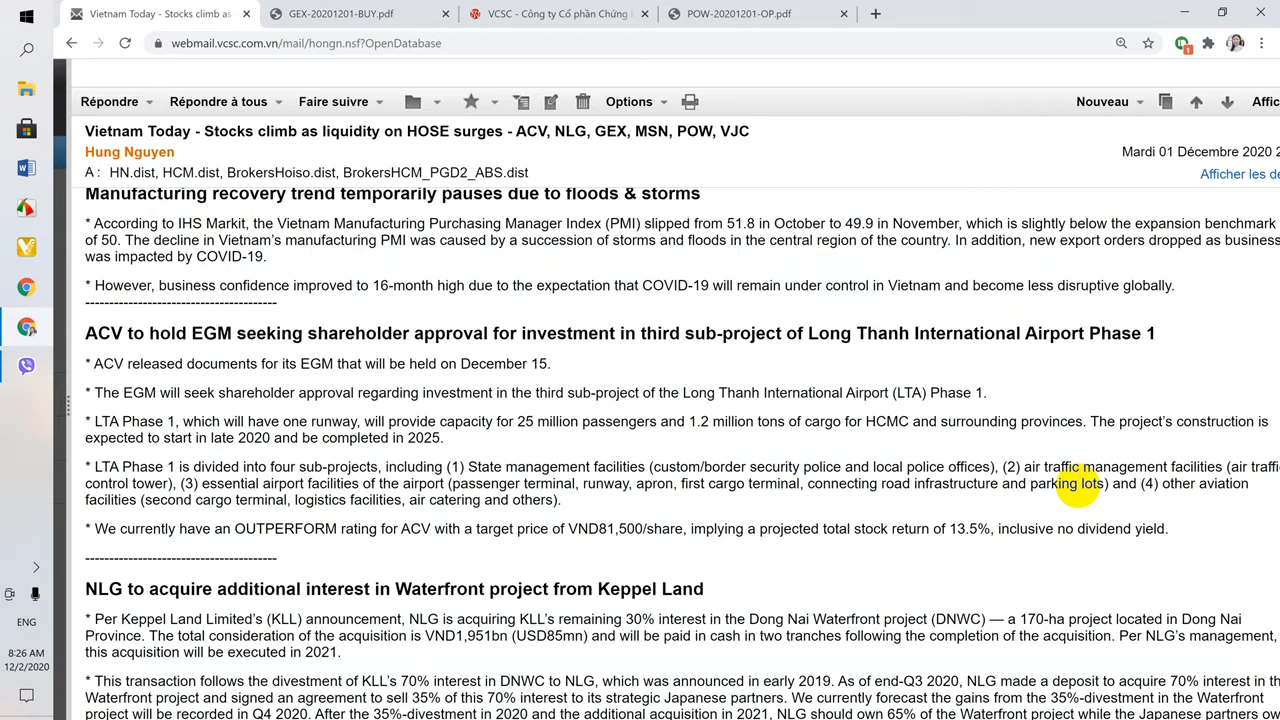 Vietnam Today - Stocks climb as
GEX-20201201-BUY.pdf
VCSC - Công ty Cổ phần Chứng
POW-20201201-OP.pdf
webmail.vcsc.com.vn/mail/hongn.nsf?OpenDatabase
1
Répondre Répondre à tous Faire suivre Options Nouveau Affic
Vietnam Today - Stocks climb as liquidity on HOSE surges - ACV, NLG, GEX, MSN, POW, VJC
Hung Nguyen Mardi 01 Décembre 2020 2
A : HN.dist, HCM.dist, BrokersHoiso.dist, BrokersHCM_PGD2_ABS.dist Afficher les dé
Manufacturing recovery trend temporarily pauses due to floods & storms
* According to IHS Markit, the Vietnam Manufacturing Purchasing Manager Index (PMI) slipped from 51.8 in October to 49.9 in November, which is slightly below the expansion benchmark
of 50. The decline in Vietnam's manufacturing PMI was caused by a succession of storms and floods in the central region of the country. In addition, new export orders dropped as business
was impacted by COVID-19.
* However, business confidence improved to 16-month high due to the expectation that COVID-19 will remain under control in Vietnam and become less disruptive globally.
----------------------------------------
ACV to hold EGM seeking shareholder approval for investment in third sub-project of Long Thanh International Airport Phase 1
* ACV released documents for its EGM that will be held on December 15.
* The EGM will seek shareholder approval regarding investment in the third sub-project of the Long Thanh International Airport (LTA) Phase 1.
* LTA Phase 1, which will have one runway, will provide capacity for 25 million passengers and 1.2 million tons of cargo for HCMC and surrounding provinces. The project's construction is
expected to start in late 2020 and be completed in 2025.
* LTA Phase 1 is divided into four sub-projects, including (1) State management facilities (custom/border security police and local police offices), (2) air traffic management facilities (air traffi
control tower), (3) essential airport facilities of the airport (passenger terminal, runway, apron, first cargo terminal, connecting road infrastructure and parking lots) and (4) other aviation
facilities (second cargo terminal, logistics facilities, air catering and others).
* We currently have an OUTPERFORM rating for ACV with a target price of VND81,500/share, implying a projected total stock return of 13.5%, inclusive no dividend yield.
----------------------------------------
NLG to acquire additional interest in Waterfront project from Keppel Land
* Per Keppel Land Limited's (KLL) announcement, NLG is acquiring KLL's remaining 30% interest in the Dong Nai Waterfront project (DNWC) — a 170-ha project located in Dong Nai
Province. The total consideration of the acquisition is VND1,951bn (USD85mn) and will be paid in cash in two tranches following the completion of the acquisition. Per NLG's management,
this acquisition will be executed in 2021.
* This transaction follows the divestment of KLL's 70% interest in DNWC to NLG, which was announced in early 2019. As of end-Q3 2020, NLG made a deposit to acquire 70% interest in the
Waterfront project and signed an agreement to sell 35% of this 70% interest to its strategic Japanese partners. We currently forecast the gains from the 35%-divestment in the Waterfront
project will be recorded in Q4 2020. After the 35%-divestment in 2020 and the additional acquisition in 2021, NLG should own 65% of the Waterfront project while the Japanese partners ow
ENG
8:26 AM
12/2/2020